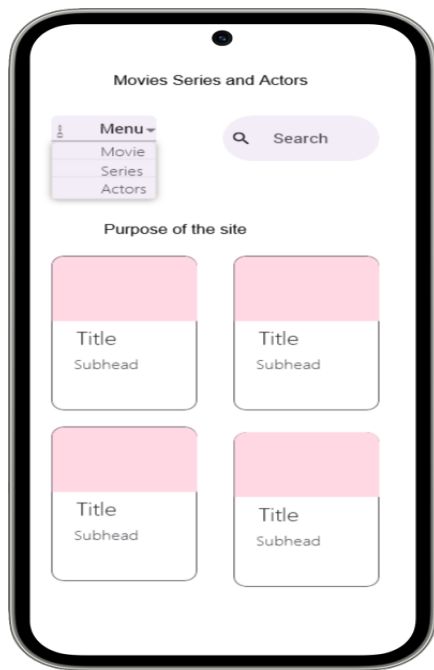 Movies Series and Actors
Menu
Search
Movie
Series
Actors
Purpose of the site
Title
Subhead
Title
Subhead
Title
Subhead
Title
Subhead